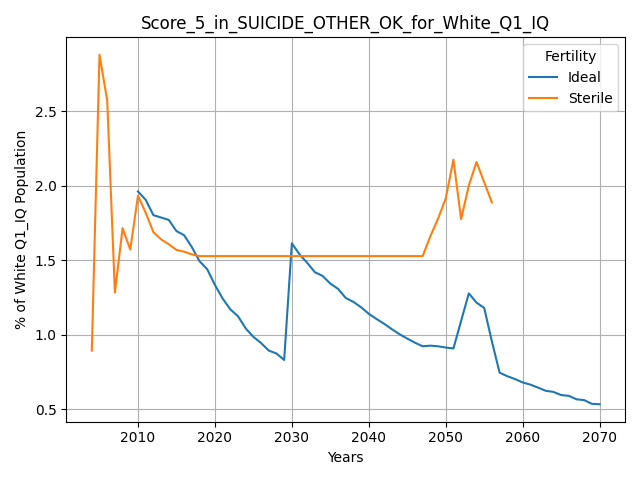 Score_5_in_SUICIDE_OTHER_OK_for_White_Q1_IQ
Fertility
Ideal
Sterile
% of White Q1_IQ Population
2.5
2.0
1.5
1.0
0.5
2010 2020 2030 2040 2050 2060 2070
Years